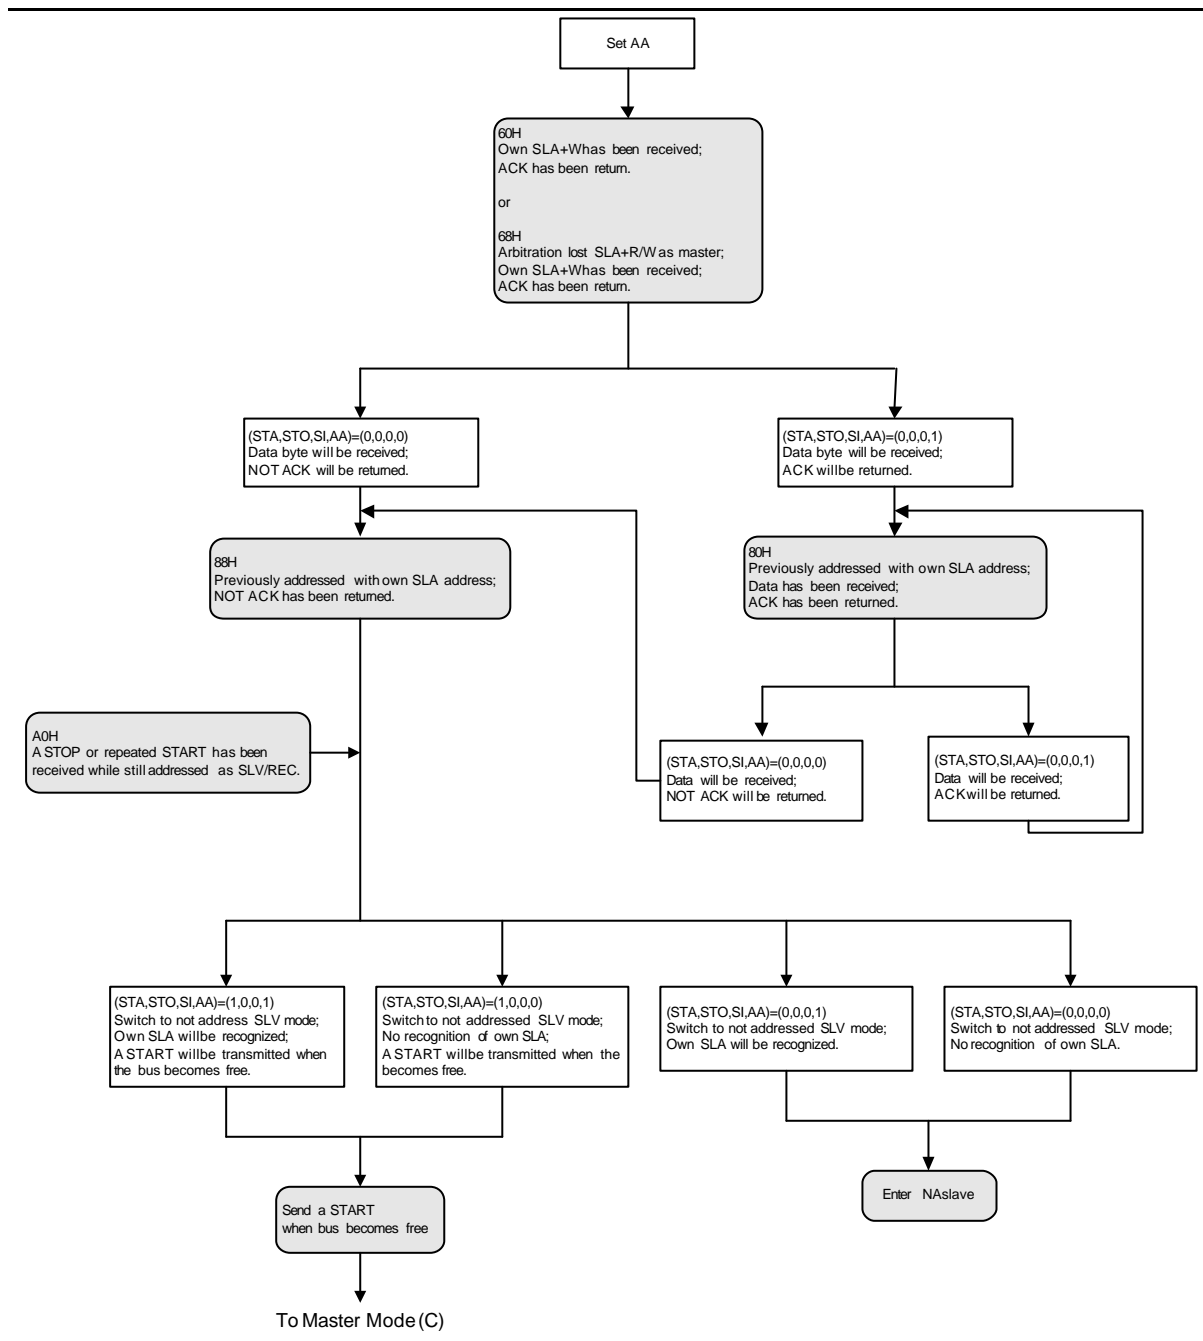 Set AA
60H
Own SLA+Whas been received;
ACK has been return.
or
68H
Arbitration lost SLA+R/W as master;
Own SLA+Whas been received;
ACK has been return.
(STA,STO,SI,AA)=(0,0,0,0)
Data byte will be received;
NOT ACK will be returned.
(STA,STO,SI,AA)=(0,0,0,1)
Data byte will be received;
ACK willbe returned.
88H
Previously addressed with own SLA address;
NOT ACK has been returned.
80H
Previously addressed with own SLA address;
Data has been received;
ACK has been returned.
A0H
A STOP or repeated START has been
received while still addressed as SLV/REC.
(STA,STO,SI,AA)=(0,0,0,0)
Data will be received;
NOT ACK will be returned.
(STA,STO,SI,AA)=(0,0,0,1)
Data will be received;
ACK will be returned.
(STA,STO,SI,AA)=(1,0,0,1)
Switch to not address SLV mode;
Own SLA willbe recognized;
A START willbe transmitted when
the bus becomes free.
(STA,STO,SI,AA)=(1,0,0,0)
Switch to not addressed SLV mode;
No recognition of own SLA;
A START willbe transmitted when the
becomes free.
(STA,STO,SI,AA)=(0,0,0,1)
Switch to not addressed SLV mode;
Own SLA will be recognized.
(STA,STO,SI,AA)=(0,0,0,0)
Switch to not addressed SLV mode;
No recognition of own SLA.
Send a START
when bus becomes free
Enter NAslave
To Master Mode (C)